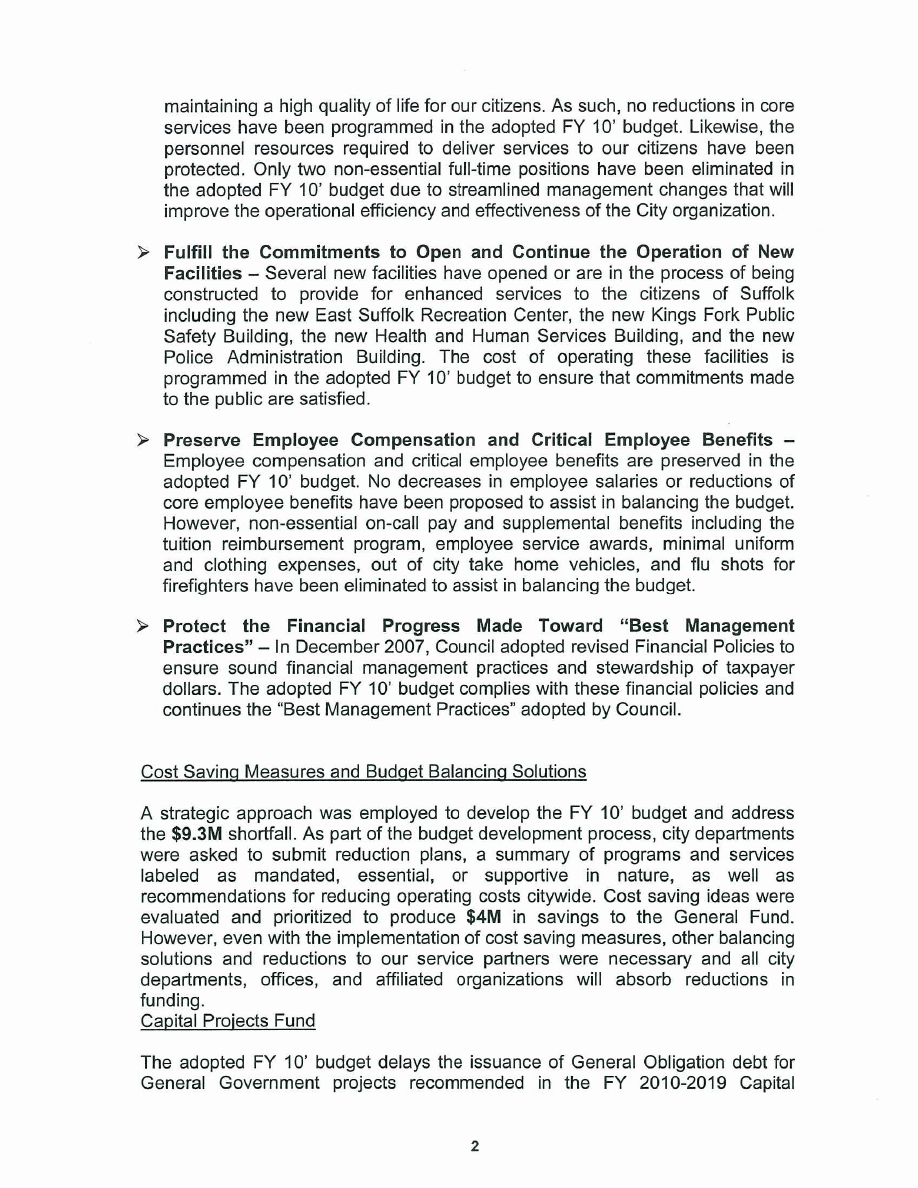 maintaining a high quality of life for our citizens. As such, no reductions in core
services have been programmed in the adopted FY 10' budget. Likewise, the
personnel resources required to deliver services to our citizens have been
protected. Only two non-essential full-time positions have been eliminated in
the adopted FY 10' budget due to streamlined management changes that will
improve the operational efficiency and effectiveness of the City organization.
➢ Fulfill the Commitments to Open and Continue the Operation of New
Facilities – Several new facilities have opened or are in the process of being
constructed to provide for enhanced services to the citizens of Suffolk
including the new East Suffolk Recreation Center, the new Kings Fork Public
Safety Building, the new Health and Human Services Building, and the new
Police Administration Building. The cost of operating these facilities is
programmed in the adopted FY 10' budget to ensure that commitments made
to the public are satisfied.
➢ Preserve Employee Compensation and Critical Employee Benefits –
Employee compensation and critical employee benefits are preserved in the
adopted FY 10' budget. No decreases in employee salaries or reductions of
core employee benefits have been proposed to assist in balancing the budget.
However, non-essential on-call pay and supplemental benefits including the
tuition reimbursement program, employee service awards, minimal uniform
and clothing expenses, out of city take home vehicles, and flu shots for
firefighters have been eliminated to assist in balancing the budget.
➢ Protect the Financial Progress Made Toward “Best Management
Practices” – In December 2007, Council adopted revised Financial Policies to
ensure sound financial management practices and stewardship of taxpayer
dollars. The adopted FY 10' budget complies with these financial policies and
continues the “Best Management Practices” adopted by Council.
Cost Saving Measures and Budget Balancing Solutions
A strategic approach was employed to develop the FY 10' budget and address
the $9.3M shortfall. As part of the budget development process, city departments
were asked to submit reduction plans, a summary of programs and services
labeled as mandated, essential, or supportive in nature, as well as
recommendations for reducing operating costs citywide. Cost saving ideas were
evaluated and prioritized to produce $4M in savings to the General Fund.
However, even with the implementation of cost saving measures, other balancing
solutions and reductions to our service partners were necessary and all city
departments, offices, and affiliated organizations will absorb reductions in
funding.
Capital Projects Fund
The adopted FY 10' budget delays the issuance of General Obligation debt for
General Government projects recommended in the FY 2010-2019 Capital
2